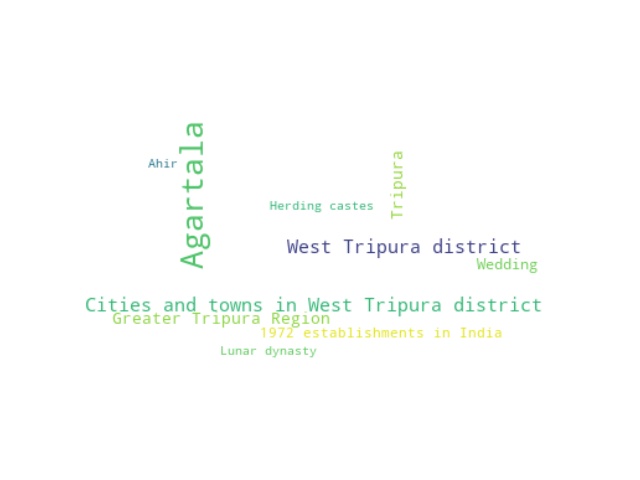 Agartala
Ahir
Tripura
Herding castes
West Tripura district
Wedding
Cities and towns in West Tripura district
Greater Tripura Region
1972 establishments in India
Lunar dynasty